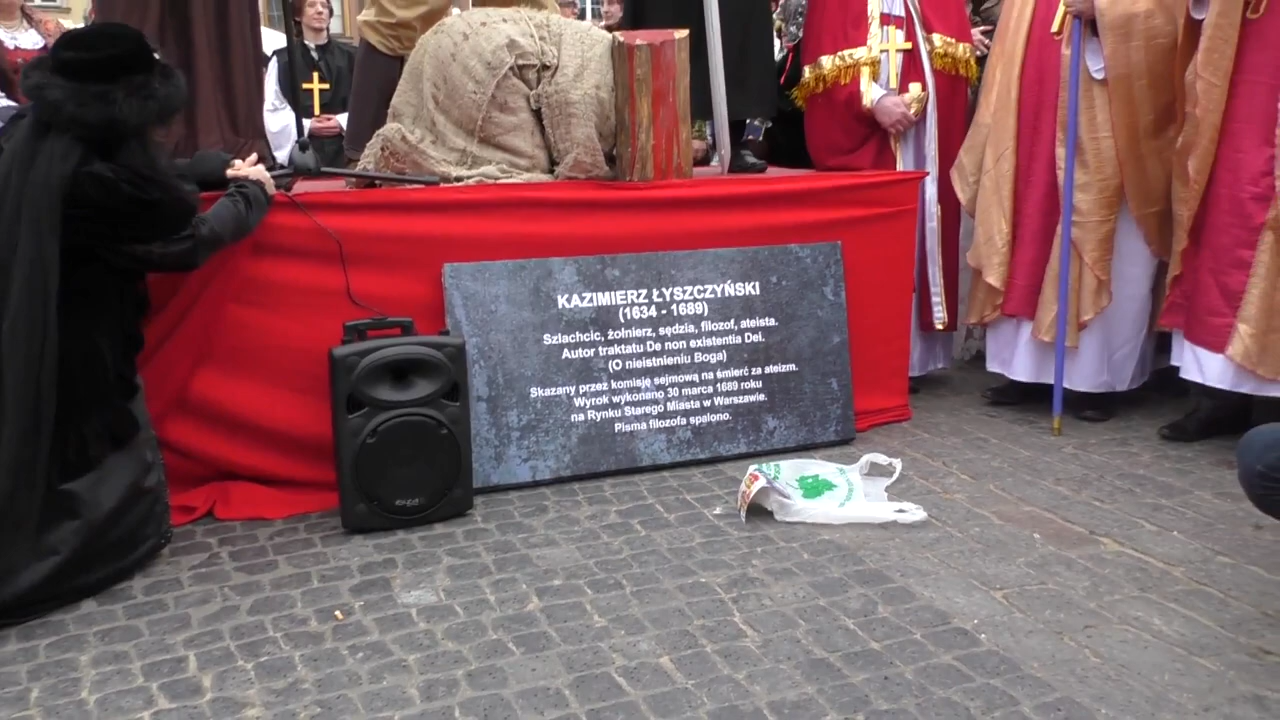 KAZIMIERZ ŁYSZCZYŃSKI
(1634 - 1689)
Szlachcic, żołnierz, sędzia, filozof, ateista.
Autor traktatu De non existentia Dei.
(O nieistnieniu Boga)
Skazany przez komisję sejmową na śmierć za ateizm.
Wyrok wykonano 30 marca 1689 roku
na Rynku Starego Miasta w Warszawie.
Pisma filozofa spalono.